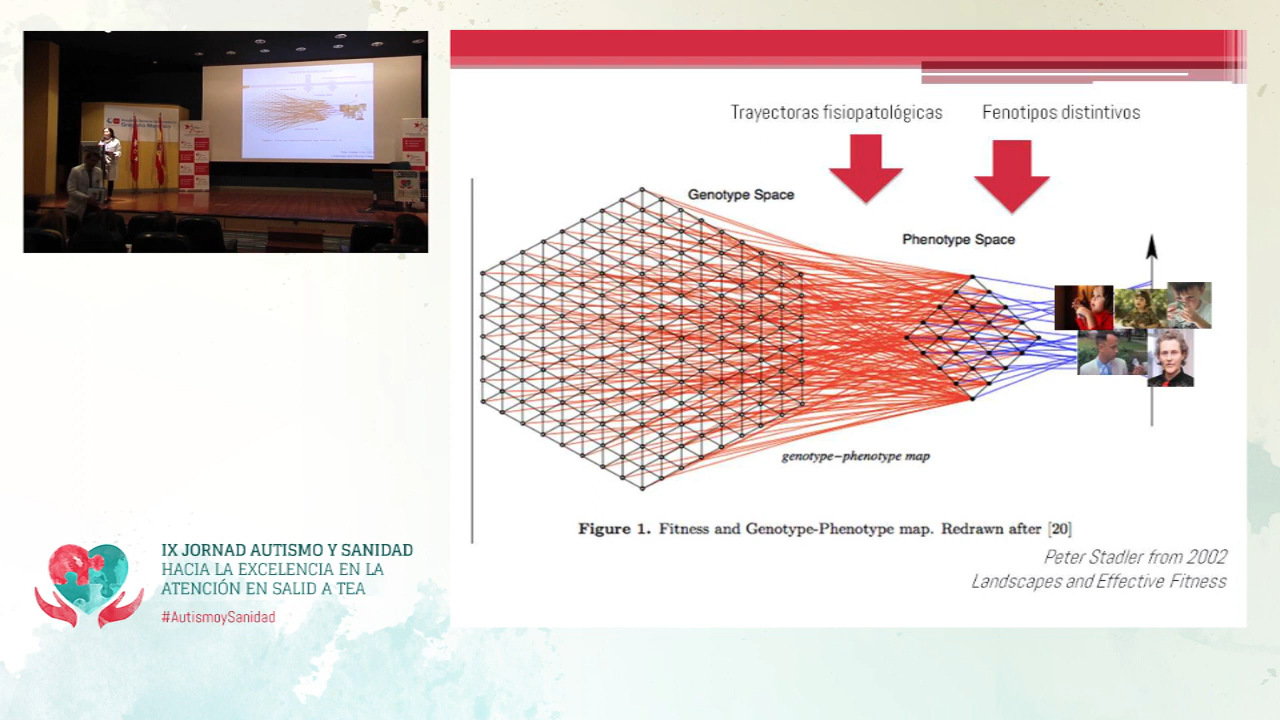 Trayectoras fisiopatológicas
Fenotipos distintivos
Genotype Space
Phenotype Space
genotype–phenotype map
Figure 1. Fitness and Genotype-Phenotype map. Redrawn after [20]
Peter Stadler from 2002
Landscapes and Effective Fitness
IX JORNAD AUTISMO Y SANIDAD
HACIA LA EXCELENCIA EN LA
ATENCIÓN EN SALID A TEA
#AutismoySanidad